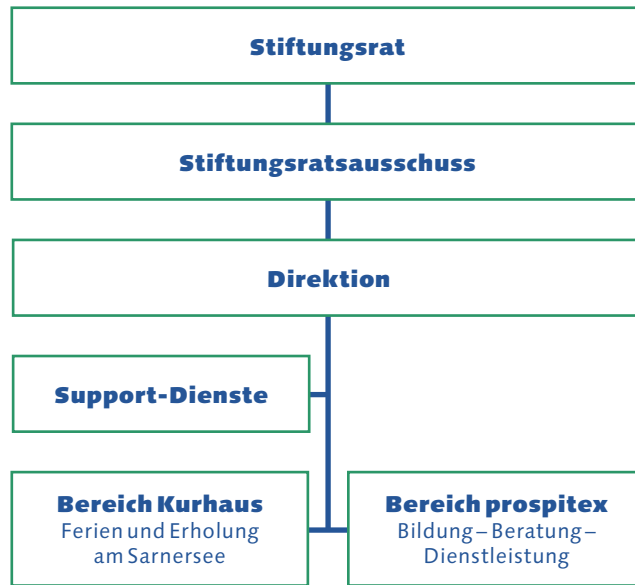 Stiftungsrat
Stiftungsratsausschuss
Direktion
Support-Dienste
Bereich Kurhaus
Ferien und Erholung
am Sarnersee
Bereich prospitex
Bildung – Beratung –
Dienstleistung